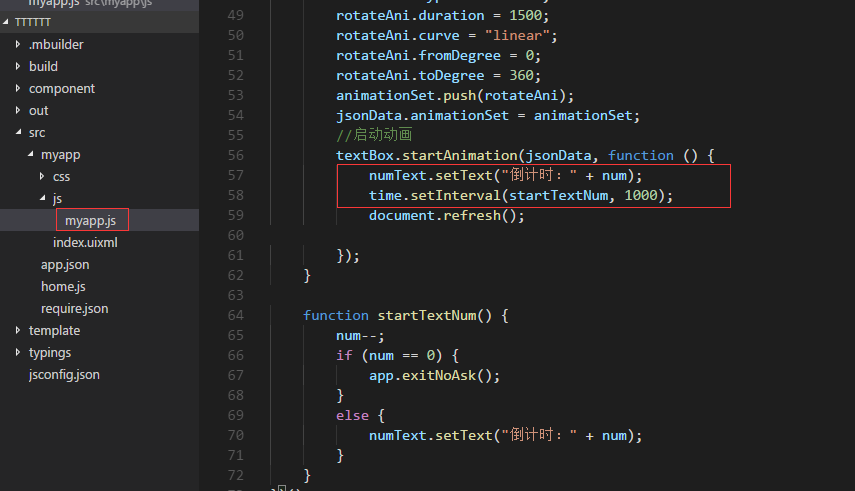 myapp.js src\myapp\js
TTTTTT
.mbuilder
build
component
out
src
myapp
css
js
myapp.js
index.uixml
app.json
home.js
require.json
template
typings
jsconfig.json
49 rotateAni.duration = 1500;
50 rotateAni.curve = "linear";
51 rotateAni.fromDegree = 0;
52 rotateAni.toDegree = 360;
53 animationSet.push(rotateAni);
54 jsonData.animationSet = animationSet;
55 //启动动画
56 textBox.startAnimation(jsonData, function () {
57 numText.setText("倒计时：" + num);
58 time.setInterval(startTextNum, 1000);
59 document.refresh();
60
61 });
62 }
63
64 function startTextNum() {
65 num--;
66 if (num == 0) {
67 app.exitNoAsk();
68 }
69 else {
70 numText.setText("倒计时：" + num);
71 }
72 }